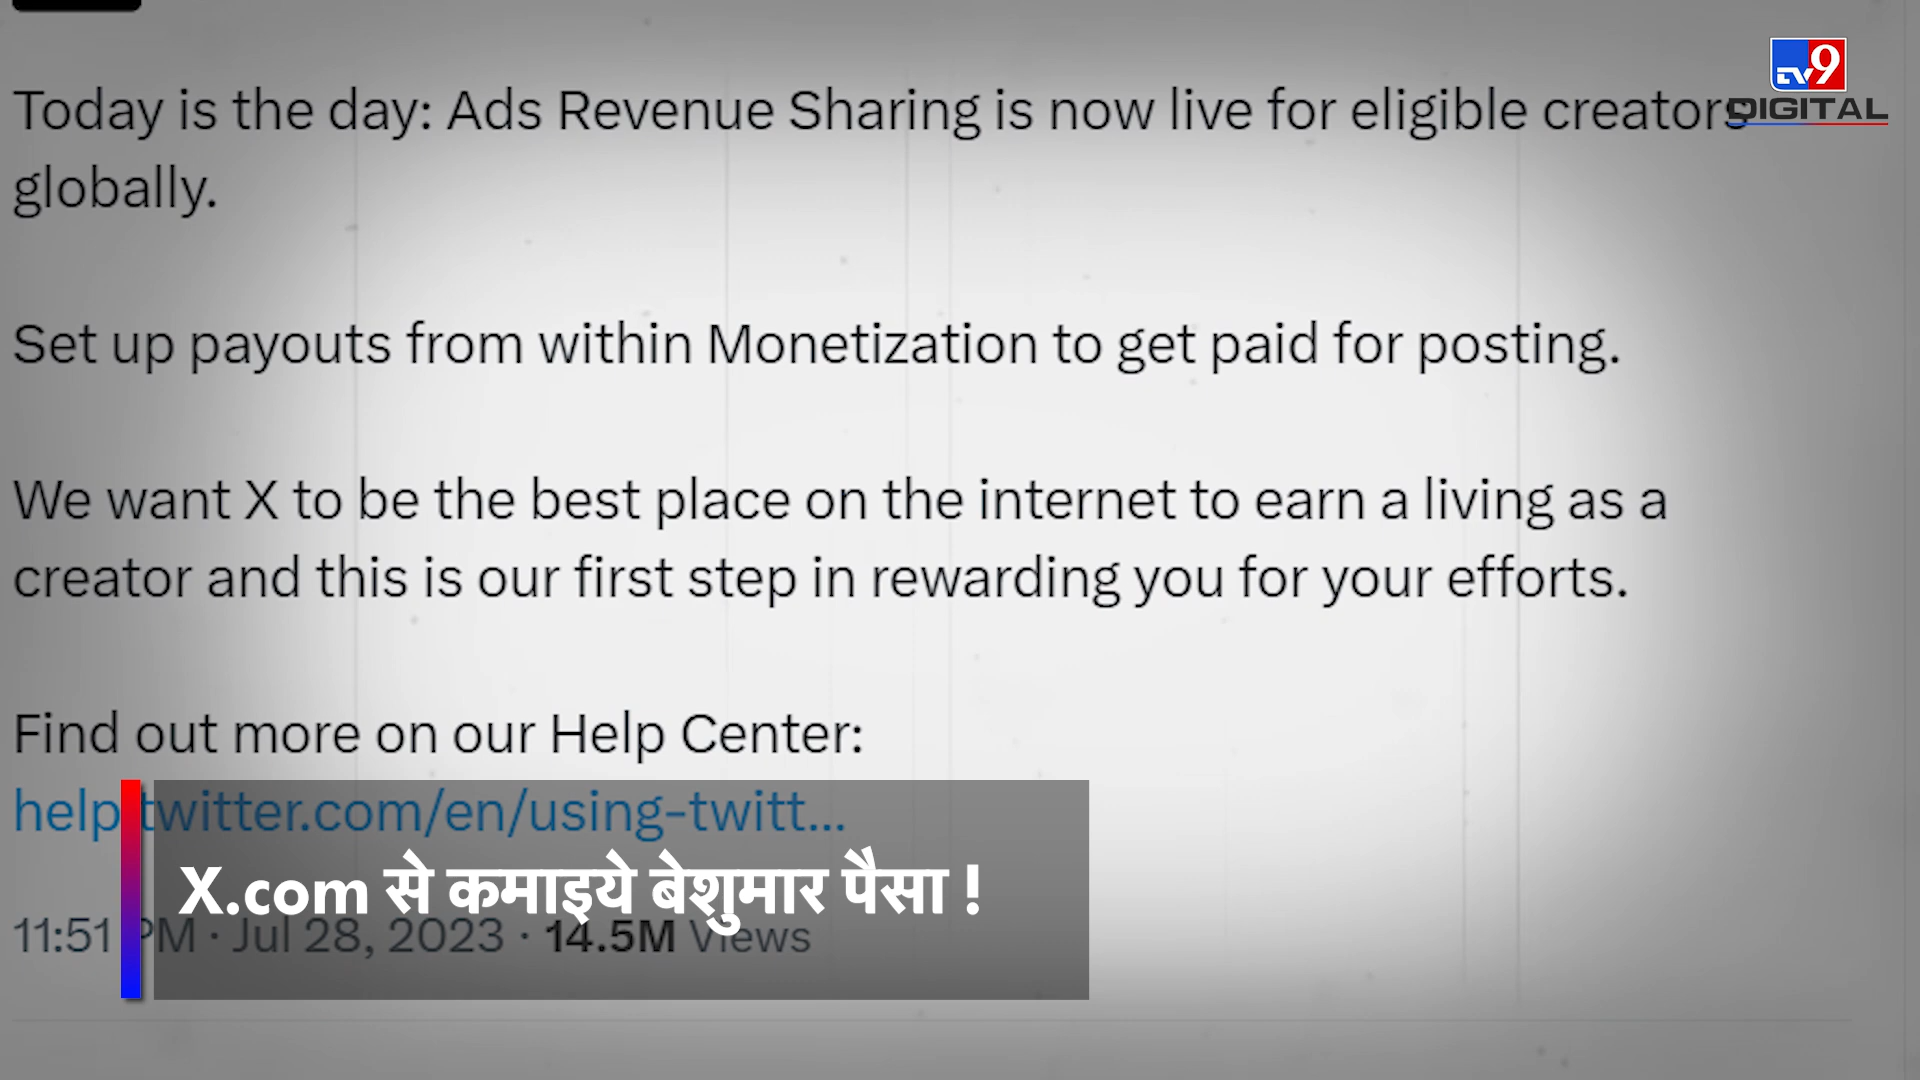 TV9
DIGITAL
Today is the day: Ads Revenue Sharing is now live for eligible creators
globally.
Set up payouts from within Monetization to get paid for posting.
We want X to be the best place on the internet to earn a living as a
creator and this is our first step in rewarding you for your efforts.
Find out more on our Help Center:
help.twitter.com/en/using-twitt...
X.com से कमाइये बेशुमार पैसा !
11:51 PM · Jul 28, 2023 · 14.5M Views